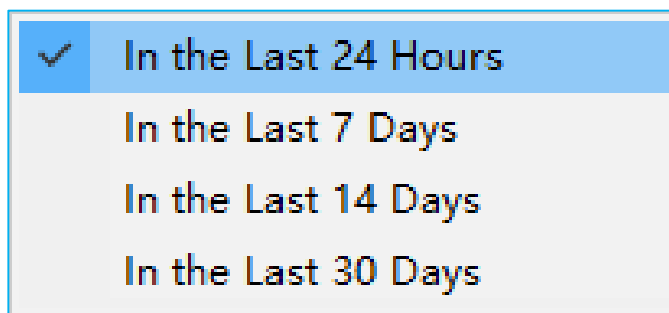 In the Last 24 Hours
In the Last 7 Days
In the Last 14 Days
In the Last 30 Days